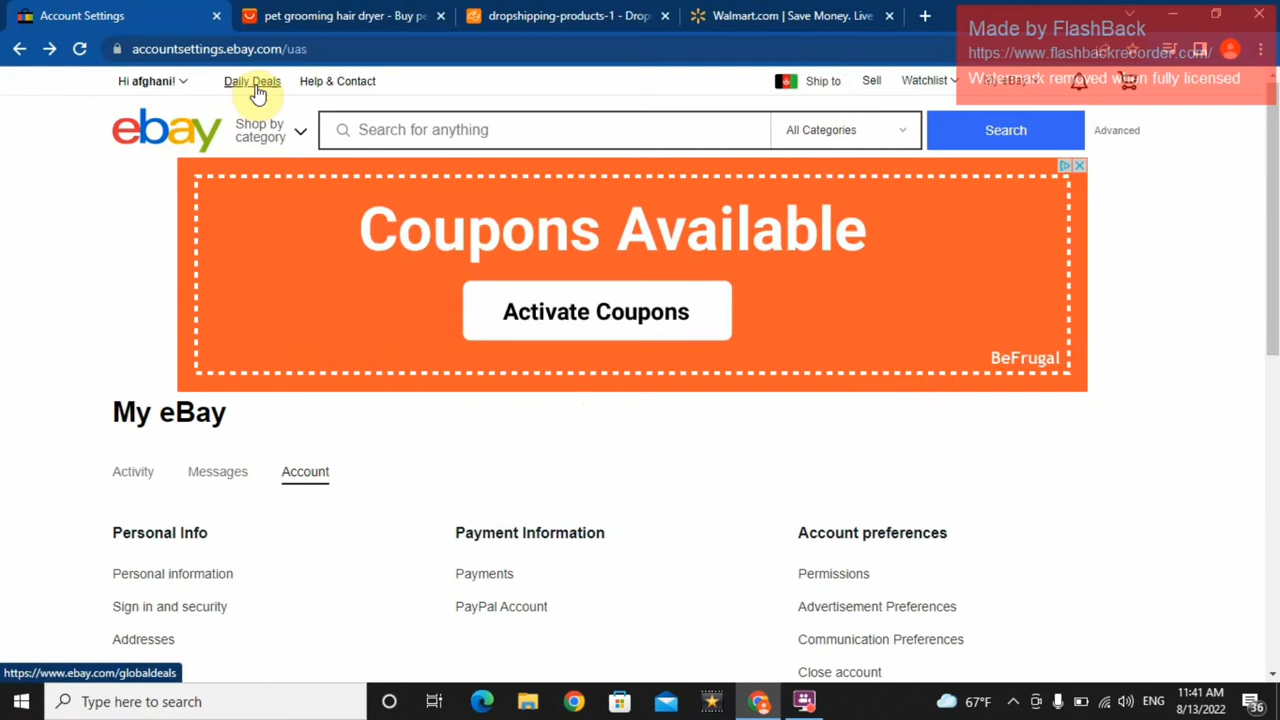 Account Settings
pet grooming hair dryer - Buy pe
dropshipping-products-1 - Drops
Walmart.com | Save Money. Live
Made by FlashBack
accountsettings.ebay.com/uas
https://www.flashbackrecorder.com/
Watermark removed when fully licensed
Hi afghani!
Daily Deals
Help & Contact
Ship to
Sell
Watchlist
My eBay
ebay
Shop by
category
Search for anything
All Categories
Search
Advanced
Coupons Available
Activate Coupons
BeFrugal
My eBay
Activity
Messages
Account
Personal Info
Payment Information
Account preferences
Personal information
Payments
Permissions
Sign in and security
PayPal Account
Advertisement Preferences
Addresses
Communication Preferences
Close account
https://www.ebay.com/globaldeals
Type here to search
67°F
ENG
11:41 AM
8/13/2022
36